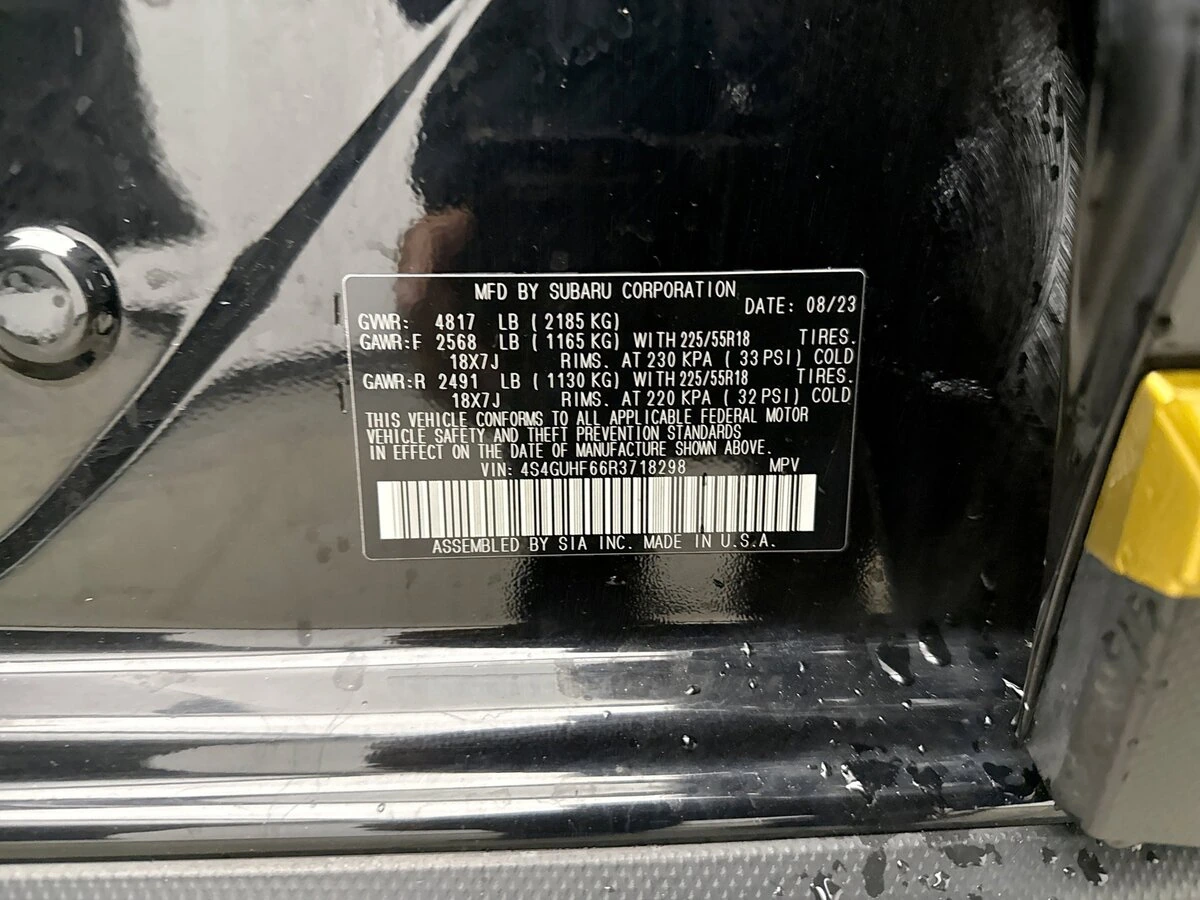 MFD BY SUBARU CORPORATION
DATE: 08/23
GVWR: 4817 LB ( 2185 KG)
GAWR:F 2568 LB ( 1165 KG) WITH 225/55R18 TIRES.
18X7J RIMS. AT 230 KPA ( 33 PSI) COLD
GAWR:R 2491 LB ( 1130 KG) WITH 225/55R18 TIRES.
18X7J RIMS. AT 220 KPA ( 32 PSI) COLD
THIS VEHICLE CONFORMS TO ALL APPLICABLE FEDERAL MOTOR
VEHICLE SAFETY AND THEFT PREVENTION STANDARDS
IN EFFECT ON THE DATE OF MANUFACTURE SHOWN ABOVE.
VIN: 4S4GUHF66R3718298 MPV
ASSEMBLED BY SIA INC. MADE IN U.S.A.